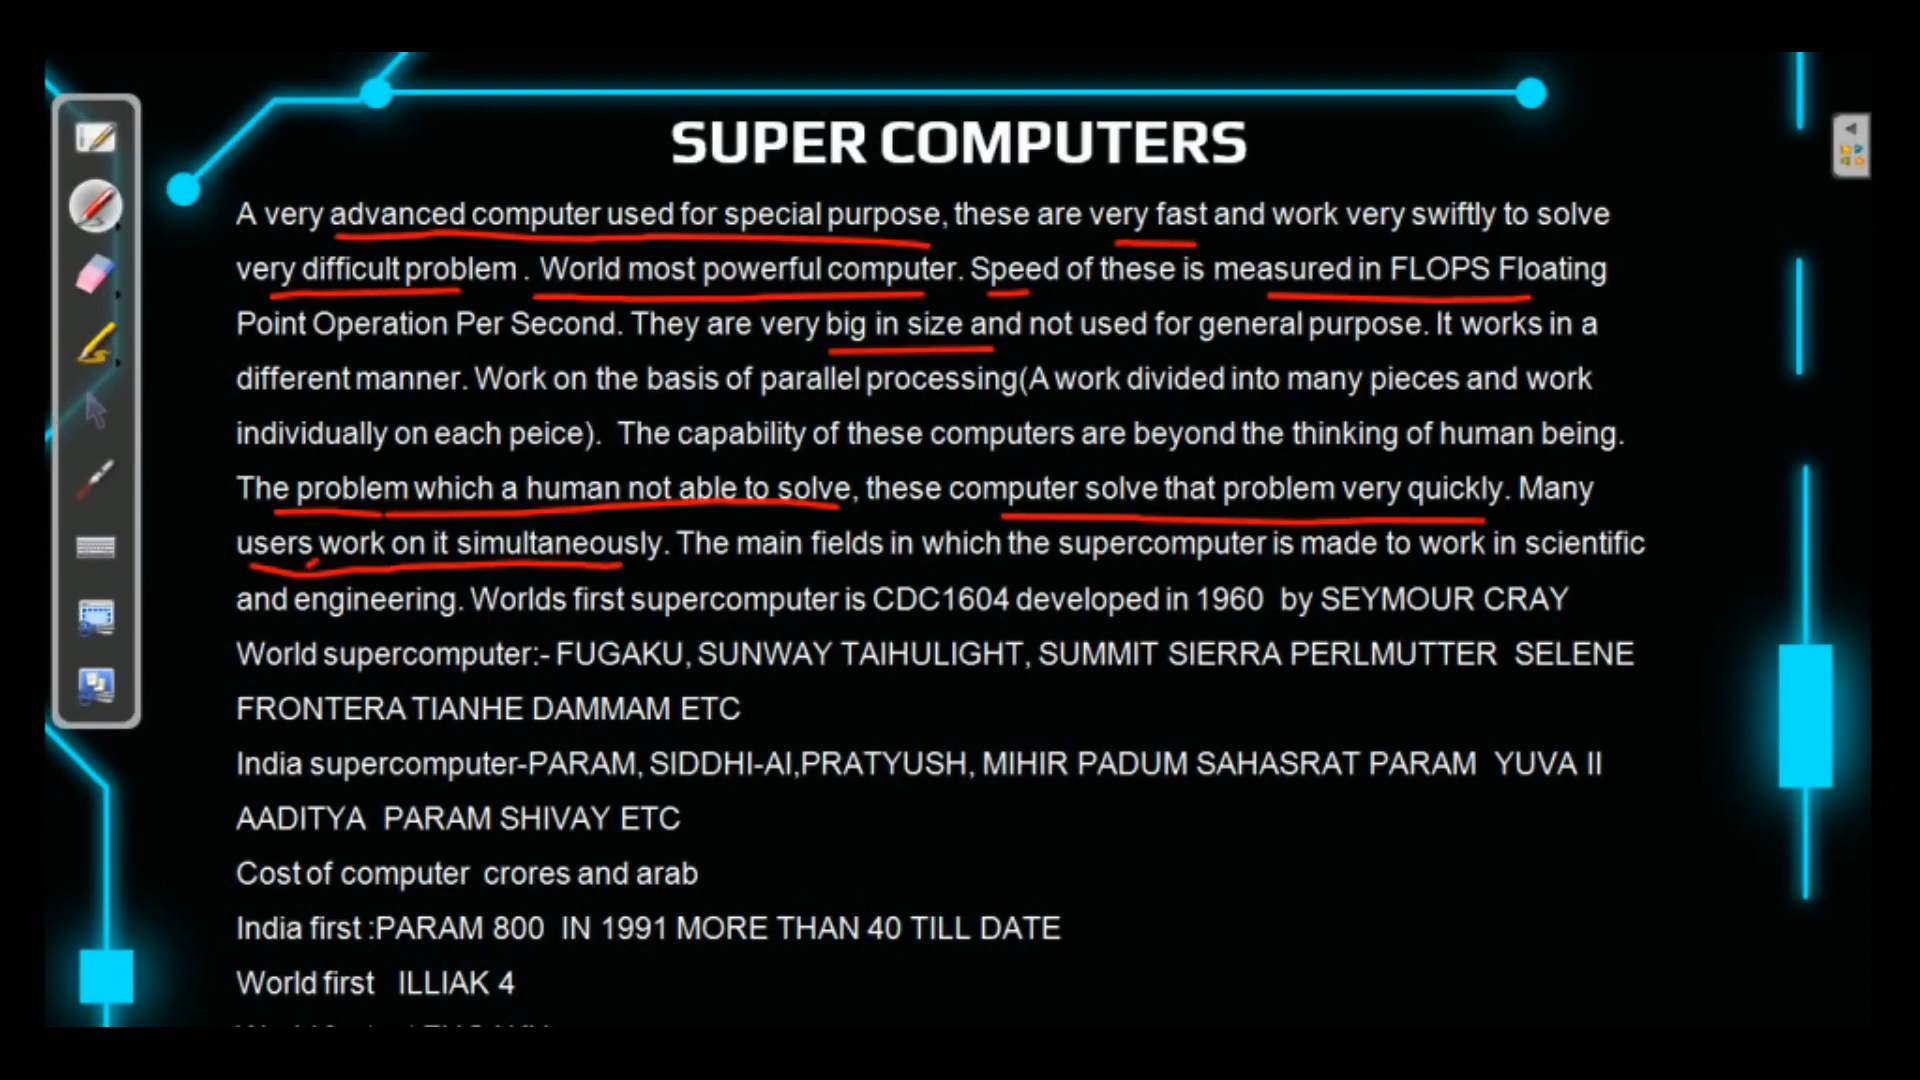 SUPER COMPUTERS
A very advanced computer used for special purpose, these are very fast and work very swiftly to solve
very difficult problem . World most powerful computer. Speed of these is measured in FLOPS Floating
Point Operation Per Second. They are very big in size and not used for general purpose. It works in a
different manner. Work on the basis of parallel processing(A work divided into many pieces and work
individually on each peice). The capability of these computers are beyond the thinking of human being.
The problem which a human not able to solve, these computer solve that problem very quickly. Many
users work on it simultaneously. The main fields in which the supercomputer is made to work in scientific
and engineering. Worlds first supercomputer is CDC1604 developed in 1960 by SEYMOUR CRAY
World supercomputer:- FUGAKU, SUNWAY TAIHULIGHT, SUMMIT SIERRA PERLMUTTER SELENE
FRONTERA TIANHE DAMMAM ETC
India supercomputer-PARAM, SIDDHI-AI,PRATYUSH, MIHIR PADUM SAHASRAT PARAM YUVA II
AADITYA PARAM SHIVAY ETC
Cost of computer crores and arab
India first :PARAM 800 IN 1991 MORE THAN 40 TILL DATE
World first ILLIAK 4